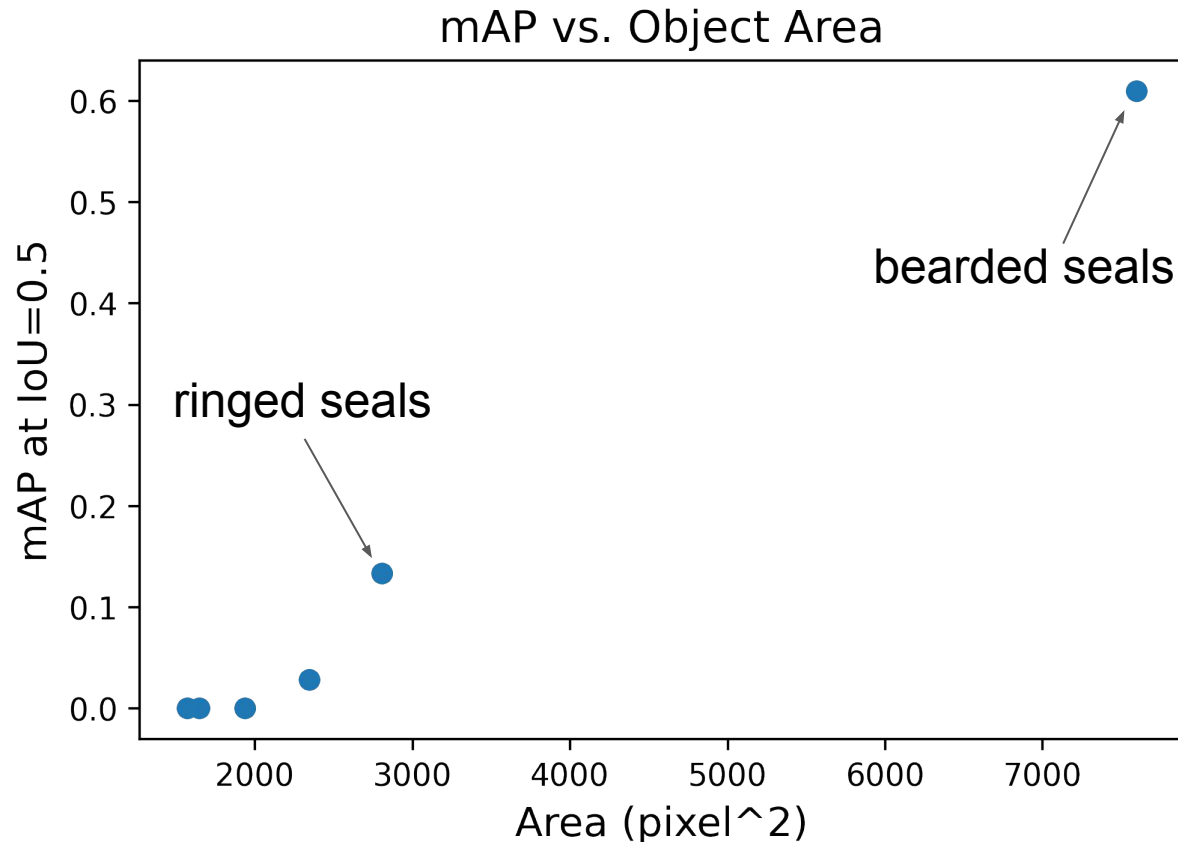 mAP vs. Object Area
mAP at IoU=0.5
0.6
0.5
0.4
0.3
0.2
0.1
0.0
bearded seals
ringed seals
2000 3000 4000 5000 6000 7000
Area (pixel^2)